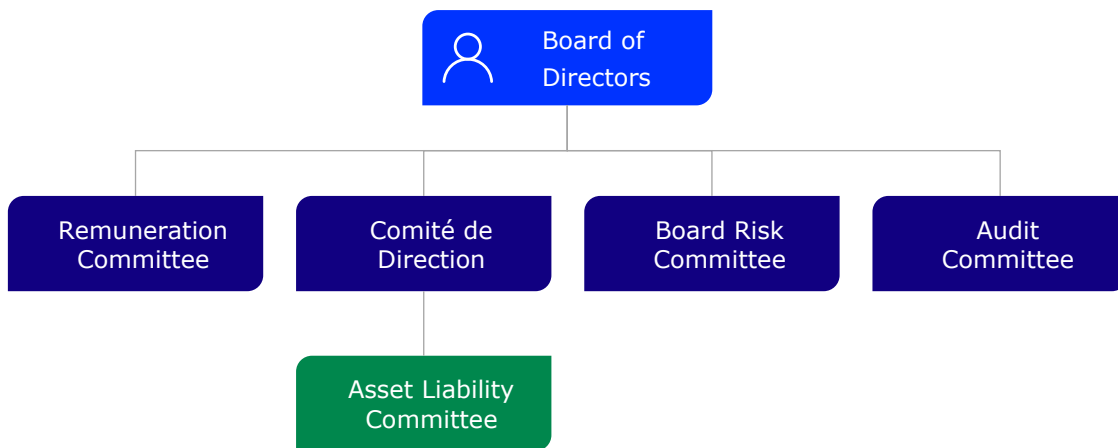 Board of
Directors
Remuneration
Committee
Comité de
Direction
Board Risk
Committee
Audit
Committee
Asset Liability
Committee